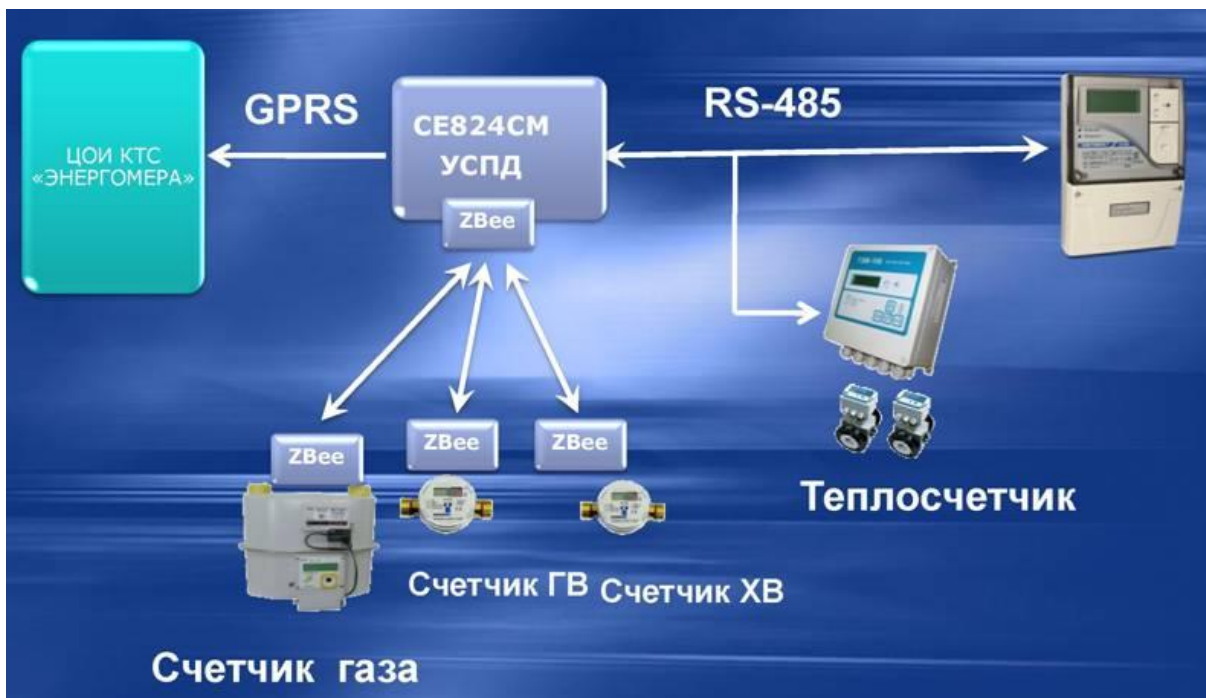 GPRS
RS-485
ЦОИ КТС
«ЭНЕРГОМЕРА»
CE824CM
УСПД
ZBee
ZBee
ZBee
ZBee
Теплосчетчик
Счетчик ГВ
Счетчик ХВ
Счетчик газа